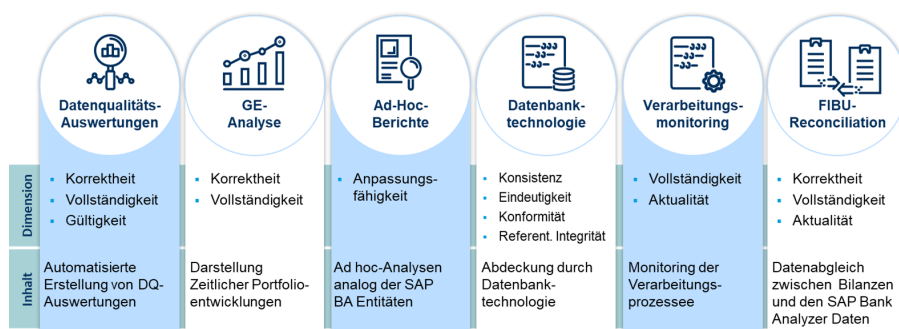 Datenqualitäts-
Auswertungen
GE-
Analyse
Ad-Hoc-
Berichte
Datenbank-
technologie
Verarbeitungs-
monitoring
FIBU-
Reconciliation
Dimension
Korrektheit
Vollständigkeit
Gültigkeit
Korrektheit
Vollständigkeit
Anpassungs-
fähigkeit
Konsistenz
Eindeutigkeit
Konformität
Referent. Integrität
Vollständigkeit
Aktualität
Korrektheit
Vollständigkeit
Aktualität
Inhalt
Automatisierte
Erstellung von DQ-
Auswertungen
Darstellung
Zeitlicher Portfolio-
entwicklungen
Ad hoc-Analysen
analog der SAP
BA Entitäten
Abdeckung durch
Datenbank-
technologie
Monitoring der
Verarbeitungs-
prozessee
Datenabgleich
zwischen Bilanzen
und den SAP Bank
Analyzer Daten